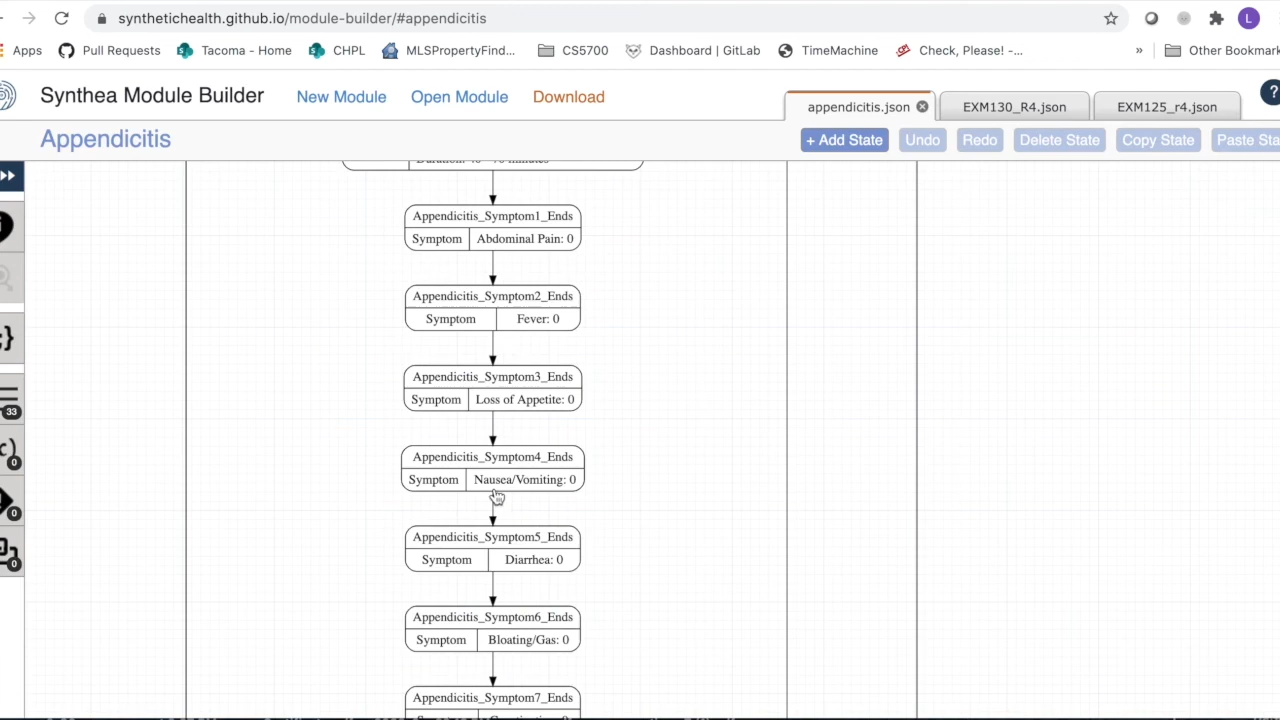 synthetichealth.github.io/module-builder/#appendicitis
L
Apps Pull Requests Tacoma - Home CHPL MLSPropertyFind... CS5700 Dashboard | GitLab TimeMachine Check, Please! -... » Other Bookmark
Synthea Module Builder New Module Open Module Download appendicitis.json EXM130_R4.json EXM125_r4.json ?
Appendicitis + Add State Undo Redo Delete State Copy State Paste Sta
Appendicitis_Symptom1_Ends
Symptom Abdominal Pain: 0
Appendicitis_Symptom2_Ends
Symptom Fever: 0
Appendicitis_Symptom3_Ends
Symptom Loss of Appetite: 0
33
Appendicitis_Symptom4_Ends
0
Symptom Nausea/Vomiting: 0
0
Appendicitis_Symptom5_Ends
Symptom Diarrhea: 0
0
Appendicitis_Symptom6_Ends
Symptom Bloating/Gas: 0
Appendicitis_Symptom7_Ends